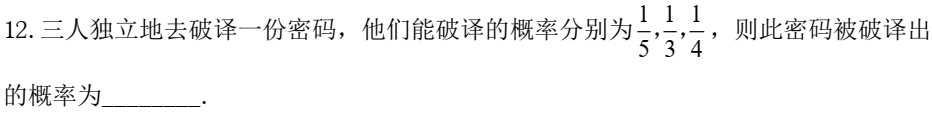 12.三人独立地去破译一份密码，他们能破译的概率分别为1/5,1/3,1/4，则此密码被破译出
的概率为________.